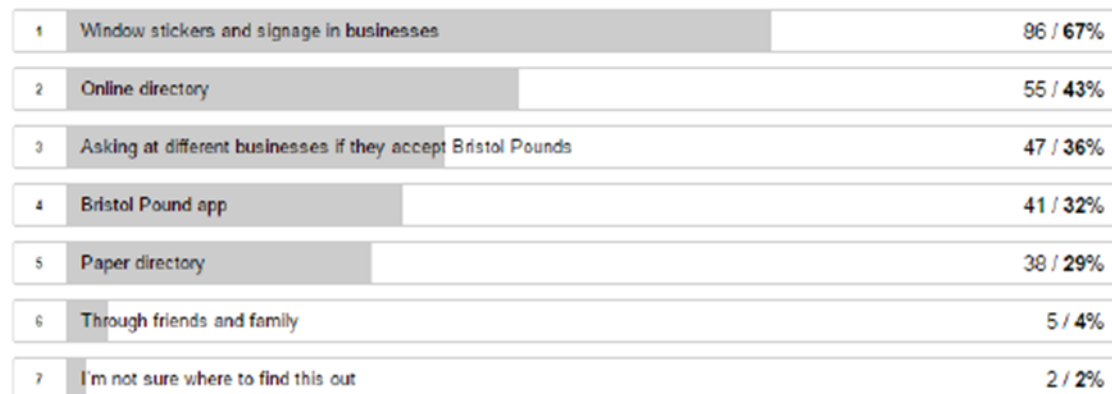 1 Window stickers and signage in businesses 86 / 67%
2 Online directory 55 / 43%
3 Asking at different businesses if they accept Bristol Pounds 47 / 36%
4 Bristol Pound app 41 / 32%
5 Paper directory 38 / 29%
6 Through friends and family 5 / 4%
7 I'm not sure where to find this out 2 / 2%